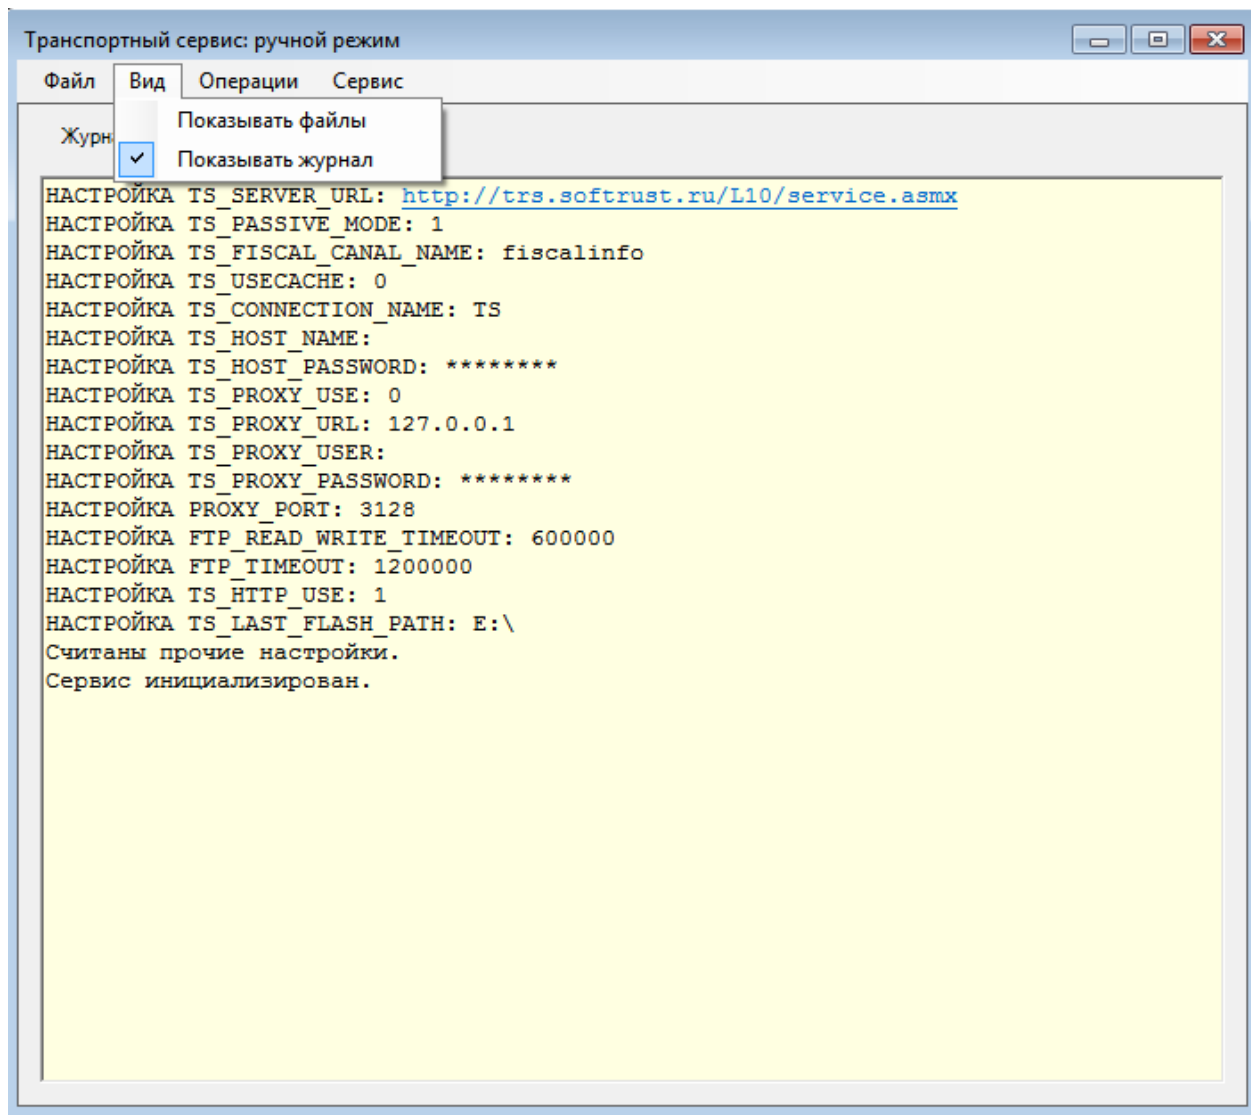 Транспортный сервис: ручной режим
Файл Вид Операции Сервис
Показывать файлы
Показывать журнал
НАСТРОЙКА TS_SERVER_URL: http://trs.softrust.ru/L10/service.asmx
НАСТРОЙКА TS_PASSIVE_MODE: 1
НАСТРОЙКА TS_FISCAL_CANAL_NAME: fiscalinfo
НАСТРОЙКА TS_USECACHE: 0
НАСТРОЙКА TS_CONNECTION_NAME: TS
НАСТРОЙКА TS_HOST_NAME:
НАСТРОЙКА TS_HOST_PASSWORD: ********
НАСТРОЙКА TS_PROXY_USE: 0
НАСТРОЙКА TS_PROXY_URL: 127.0.0.1
НАСТРОЙКА TS_PROXY_USER:
НАСТРОЙКА TS_PROXY_PASSWORD: ********
НАСТРОЙКА PROXY_PORT: 3128
НАСТРОЙКА FTP_READ_WRITE_TIMEOUT: 600000
НАСТРОЙКА FTP_TIMEOUT: 1200000
НАСТРОЙКА TS_HTTP_USE: 1
НАСТРОЙКА TS_LAST_FLASH_PATH: E:\
Считаны прочие настройки.
Сервис инициализирован.